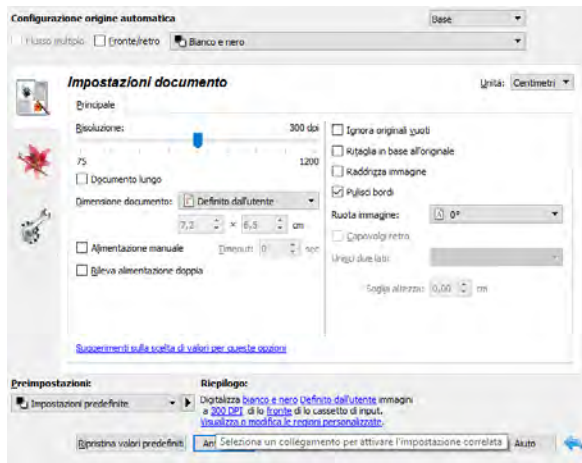 Configurazione origine automatica
Base
Flusso multiplo
Fronte/retro
Bianco e nero
Impostazioni documento
Unità: Centimetri
Principale
Risoluzione: 300 dpi
75 1200
Documento lungo
Dimensione documento: Definito dall'utente
7,2 × 6,5 cm
Alimentazione manuale Timeout: 0 sec
Rileva alimentazione doppia
Ignora originali vuoti
Ritaglia in base all'originale
Raddrizza immagine
Pulisci bordi
Ruota immagine: 0°
Capovolgi retro
Unisci due lati:
Soglia altezza: 0,00 cm
Suggerimenti sulla scelta di valori per queste opzioni
Preimpostazioni:
Impostazioni predefinite
Riepilogo:
Digitalizza bianco e nero Definito dall'utente immagini
a 300 DPI di lo fronte di lo cassetto di input.
Visualizza o modifica le regioni personalizzate.
Ripristina valori predefiniti
Seleziona un collegamento per attivare l'impostazione correlata
Aiuto